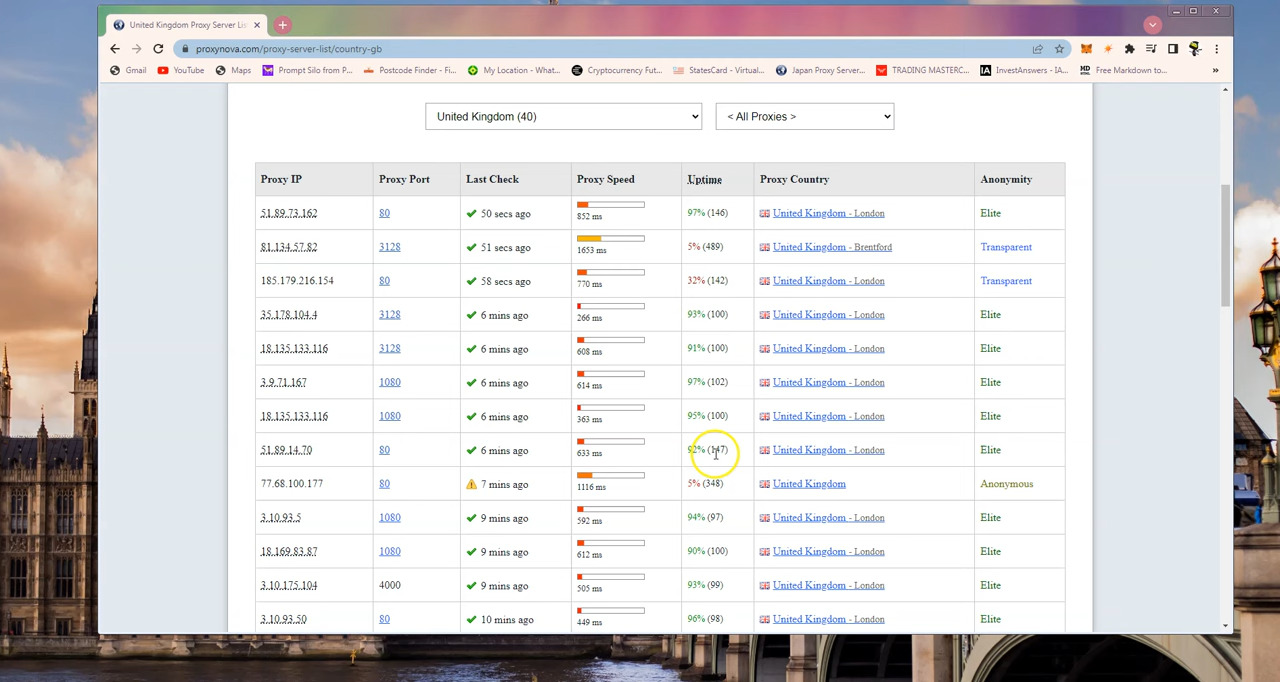 United Kingdom Proxy Server Lis
proxynova.com/proxy-server-list/country-gb
Gmail YouTube Maps Prompt Silo from P... Postcode Finder - Fi... My Location - What... Cryptocurrency Fut... StatesCard - Virtual... Japan Proxy Server... TRADING MASTERC... InvestAnswers - IA... Free Markdown to... »
United Kingdom (40) < All Proxies >
Proxy IP Proxy Port Last Check Proxy Speed Uptime Proxy Country Anonymity
51.89.73.162 80 50 secs ago 852 ms 97% (146) United Kingdom - London Elite
81.134.57.82 3128 51 secs ago 1653 ms 5% (489) United Kingdom - Brentford Transparent
185.179.216.154 80 58 secs ago 770 ms 32% (142) United Kingdom - London Transparent
35.178.104.4 3128 6 mins ago 266 ms 93% (100) United Kingdom - London Elite
18.135.133.116 3128 6 mins ago 608 ms 91% (100) United Kingdom - London Elite
3.9.71.167 1080 6 mins ago 614 ms 97% (102) United Kingdom - London Elite
18.135.133.116 1080 6 mins ago 363 ms 95% (100) United Kingdom - London Elite
51.89.14.70 80 6 mins ago 633 ms 92% (147) United Kingdom - London Elite
77.68.100.177 80 7 mins ago 1116 ms 5% (348) United Kingdom Anonymous
3.10.93.5 1080 9 mins ago 592 ms 94% (97) United Kingdom - London Elite
18.169.83.87 1080 9 mins ago 612 ms 90% (100) United Kingdom - London Elite
3.10.175.104 4000 9 mins ago 505 ms 93% (99) United Kingdom - London Elite
3.10.93.50 80 10 mins ago 449 ms 96% (98) United Kingdom - London Elite